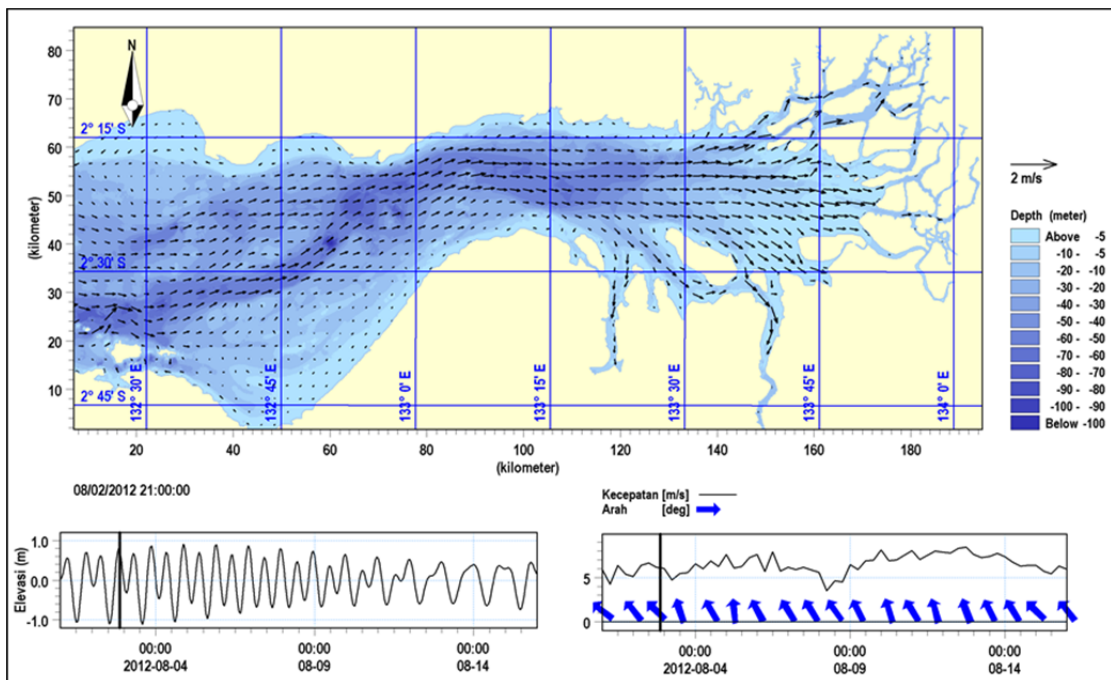 N
80
70
60
50
40
30
20
10
(kilometer)
2° 15' S
2° 30' S
2° 45' S
132° 30' E
132° 45' E
133° 0' E
133° 15' E
133° 30' E
133° 45' E
134° 0' E
20 40 60 80 100 120 140 160 180
(kilometer)
2 m/s
Depth (meter)
Above -5
-10 - -5
-20 - -10
-30 - -20
-40 - -30
-50 - -40
-60 - -50
-70 - -60
-80 - -70
-90 - -80
-100 - -90
Below -100
08/02/2012 21:00:00
Elevasi (m)
1.0
0.0
-1.0
00:00 00:00 00:00
2012-08-04 08-09 08-14
Kecepatan [m/s]
Arah [deg]
5
0
00:00 00:00 00:00
2012-08-04 08-09 08-14